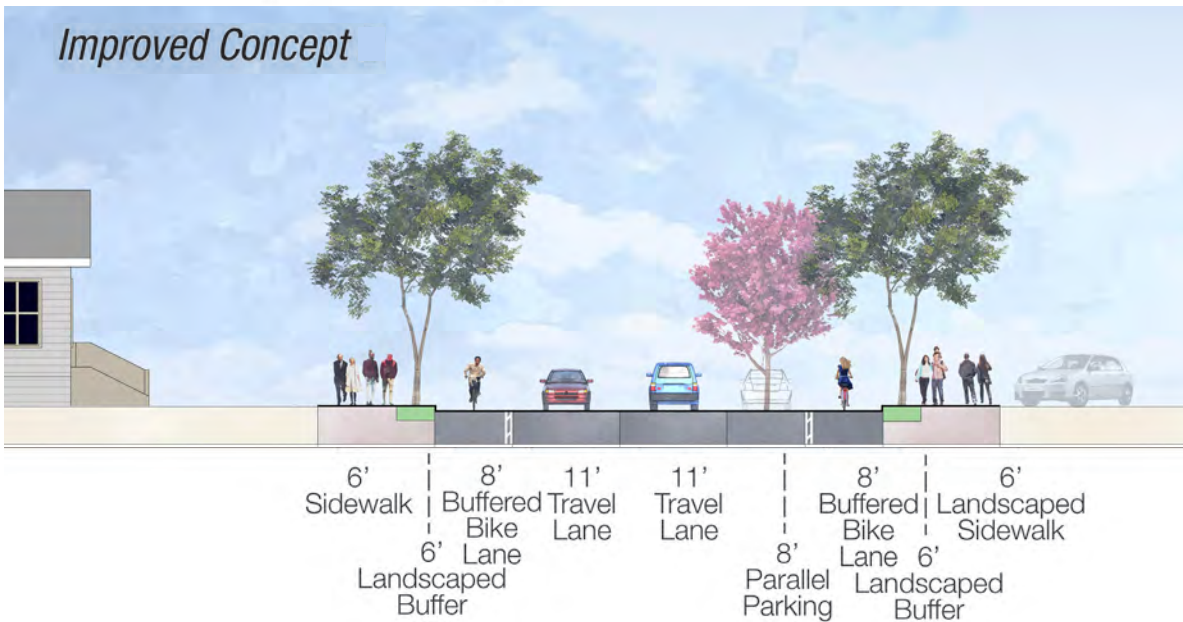 Improved Concept
6’
Sidewalk
6’
Landscaped
Buffer
8’
Buffered
Bike
Lane
11’
Travel
Lane
11’
Travel
Lane
8’
Parallel
Parking
8’
Buffered
Bike
Lane
6’
Landscaped
Buffer
6’
Landscaped
Sidewalk